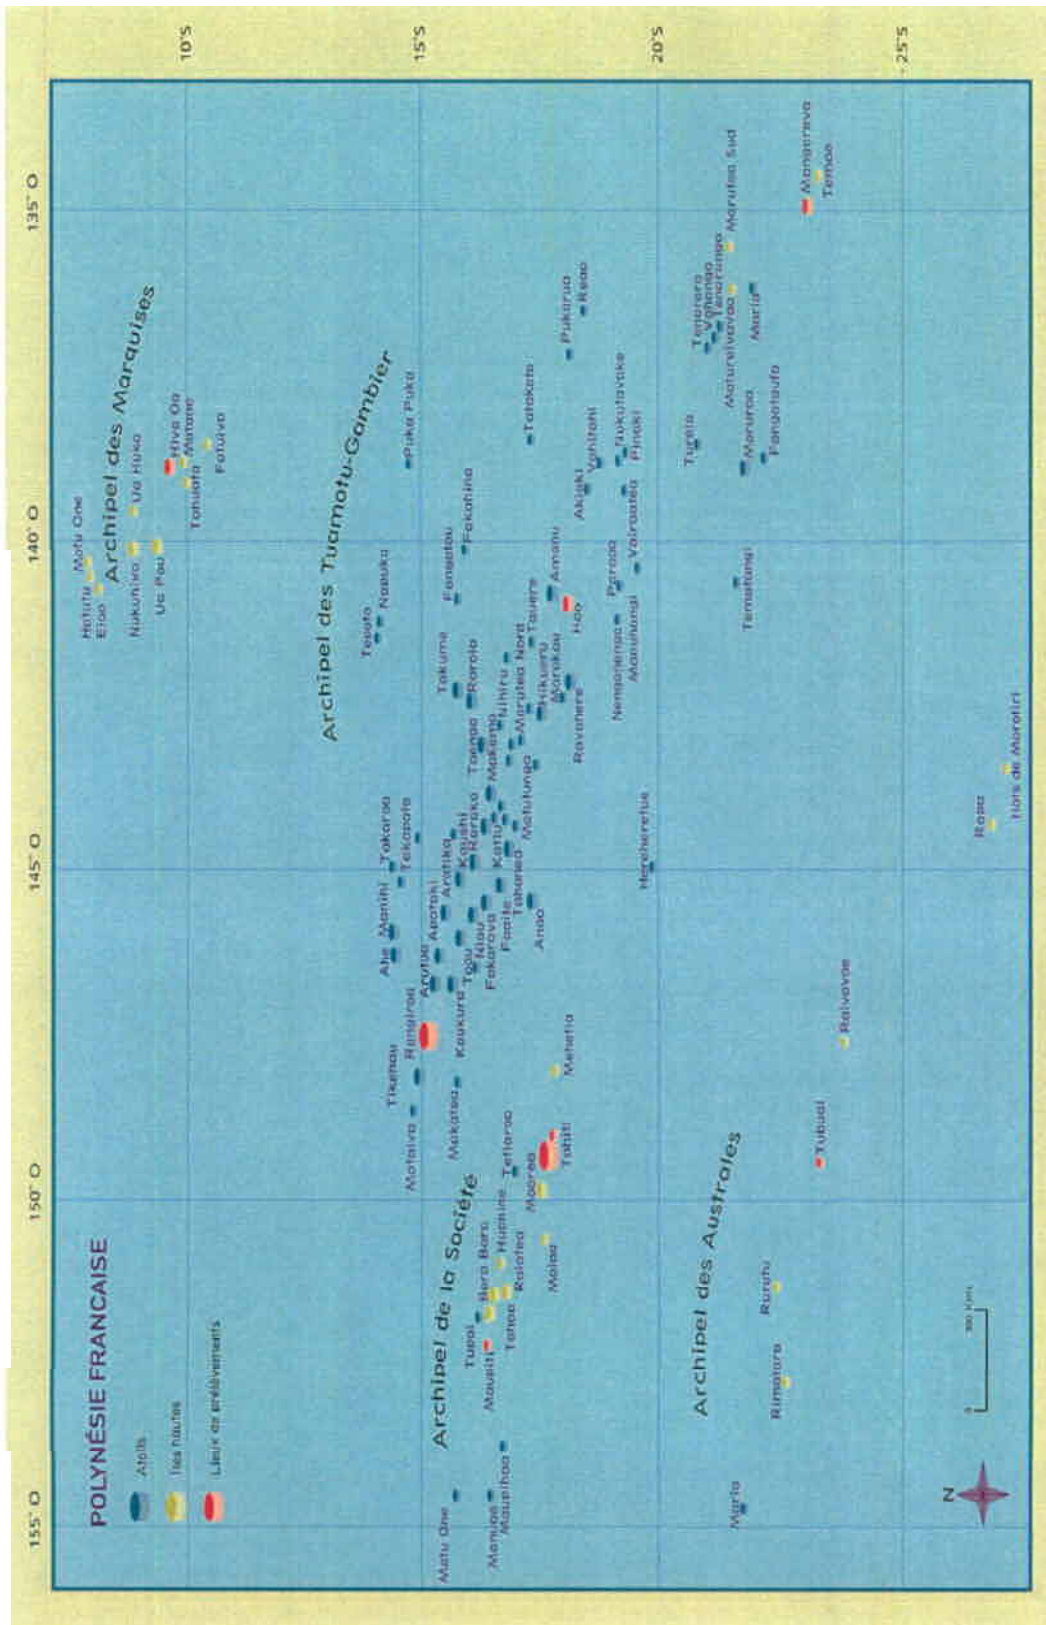 POLYNÉSIE FRANCAISE
Atolls
Iles hautes
Lieux de prélèvements
155° O
150° O
145° O
140° O
135° O
10°S
15°S
20°S
25°S
Archipel des Marquises
Hatutu
Motu One
Eiao
Nukuhiva
Ua Huka
Ua Pou
Hiva Oa
Tahuata
Motane
Fatuiva
Archipel des Tuamotu-Gambier
Tepoto
Napuka
Puka Puka
Ahe
Manihi
Takaroa
Takapoto
Mataiva
Tikehau
Rangiroa
Arutua
Apataki
Aratika
Kaukura
Toau
Niau
Kauehi
Raraka
Taenga
Takume
Raroia
Fangatau
Fakahina
Makatea
Fakarava
Faaite
Katiu
Makemo
Nihiru
Marutea Nord
Tahanea
Motutunga
Anaa
Hikueru
Marokau
Tauere
Ravahere
Amanu
Hao
Tatakoto
Pukarua
Reao
Akiaki
Vahitahi
Nukutavake
Pinaki
Vairaatea
Paraoa
Nengonengo
Manuhangi
Hereheretue
Tureia
Tematangi
Moruroa
Fangataufa
Tenararo
Vahanga
Tenarunga
Matureivavao
Maria
Marutea Sud
Mangareva
Temoe
Archipel de la Société
Motu One
Manuae
Maupihaa
Maupiti
Tupai
Bora Bora
Tahaa
Raiatea
Huahine
Maiao
Moorea
Tetiaroa
Tahiti
Mehetia
Archipel des Australes
Maria
Rimatara
Rurutu
Tubuai
Raivavae
Rapa
Ilots de Marotiri
N
0